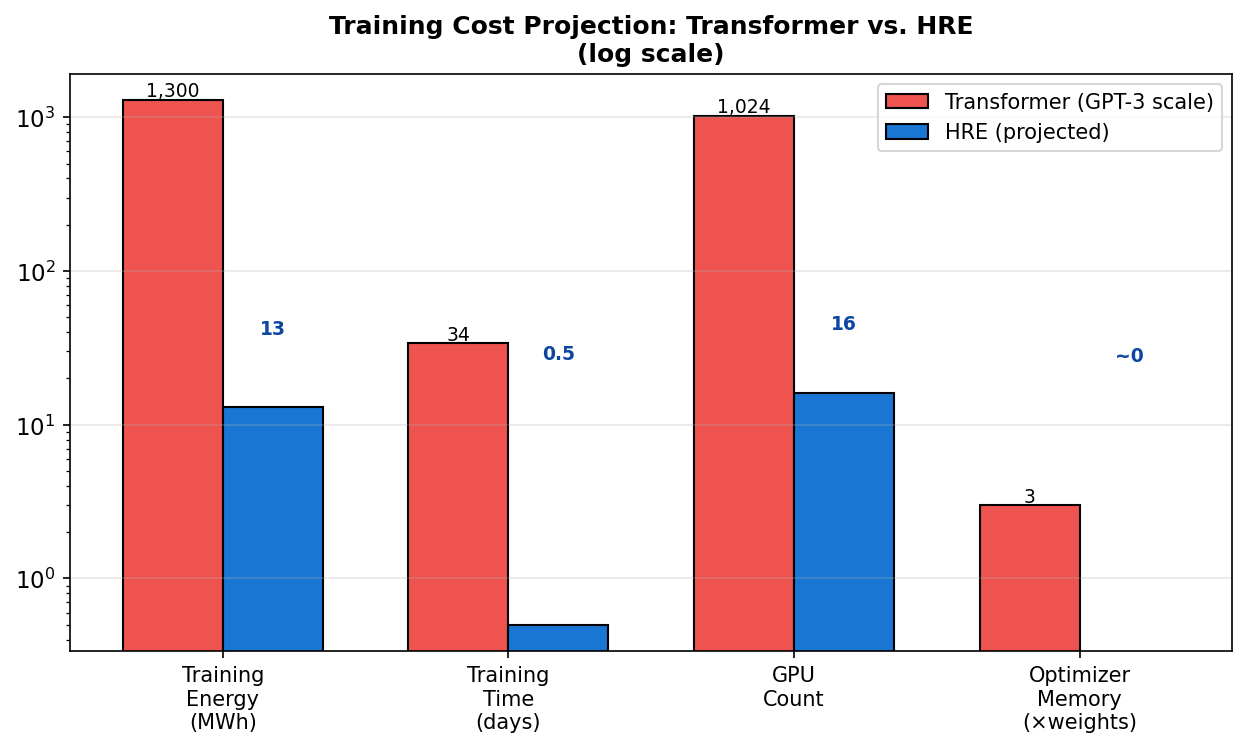 Training Cost Projection: Transformer vs. HRE
(log scale)
Transformer (GPT-3 scale)
HRE (projected)
10³
10²
10¹
10⁰
1,300
13
34
0.5
1,024
16
3
~0
Training
Energy
(MWh)
Training
Time
(days)
GPU
Count
Optimizer
Memory
(×weights)